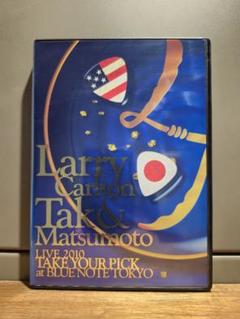 Larry
Carlton
Tak &
Matsumoto
LIVE 2010
TAKE YOUR PICK
at BLUE NOTE TOKYO